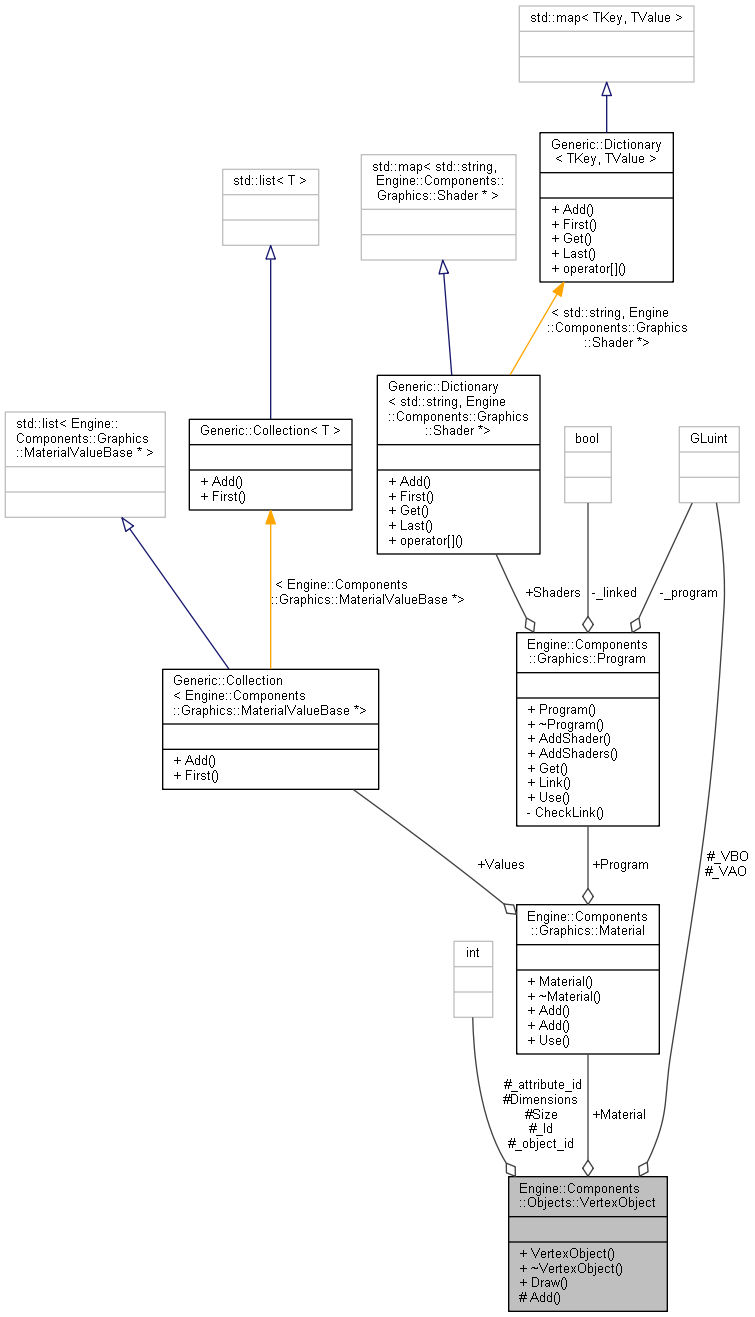 std::map< TKey, TValue >
Generic::Dictionary
< TKey, TValue >
+ Add()
+ First()
+ Get()
+ Last()
+ operator[]()
std::map< std::string,
Engine::Components::
Graphics::Shader * >
std::list< T >
< std::string, Engine
::Components::Graphics
::Shader *>
Generic::Dictionary
< std::string, Engine
::Components::Graphics
::Shader *>
+ Add()
+ First()
+ Get()
+ Last()
+ operator[]()
std::list< Engine::
Components::Graphics
::MaterialValueBase * >
Generic::Collection< T >
+ Add()
+ First()
bool
GLuint
< Engine::Components
::Graphics::MaterialValueBase *>
+Shaders
-_linked
-_program
Engine::Components
::Graphics::Program
+ Program()
+ ~Program()
+ AddShader()
+ AddShaders()
+ Get()
+ Link()
+ Use()
- CheckLink()
Generic::Collection
< Engine::Components
::Graphics::MaterialValueBase *>
+ Add()
+ First()
+Values
+Program
#_VBO
#_VAO
Engine::Components
::Graphics::Material
+ Material()
+ ~Material()
+ Add()
+ Add()
+ Use()
int
#_attribute_id
#Dimensions
#Size
#_Id
#_object_id
+Material
Engine::Components
::Objects::VertexObject
+ VertexObject()
+ ~VertexObject()
+ Draw()
# Add()